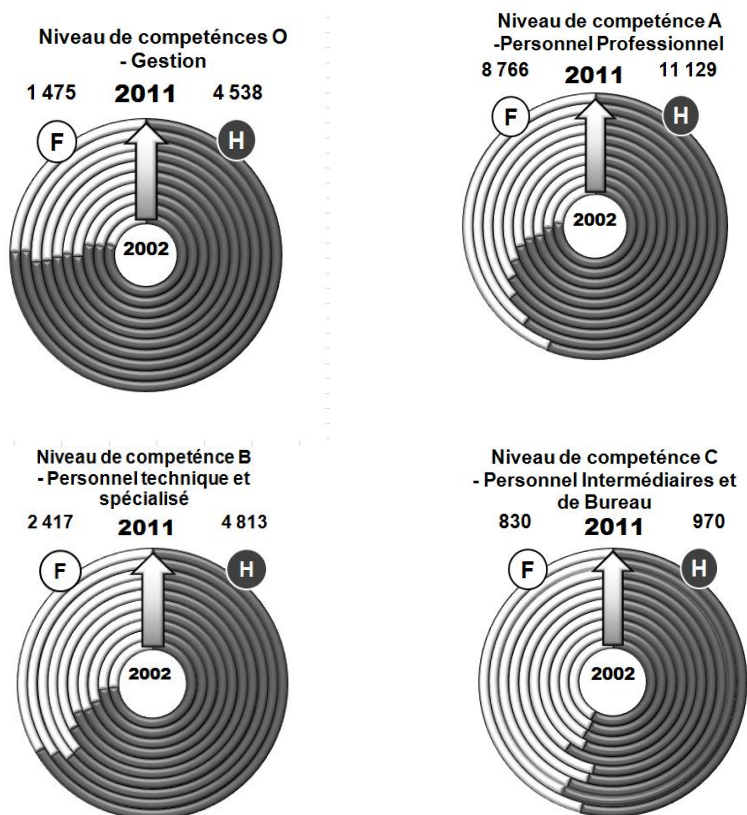 Niveau de competénces O
- Gestion
1 475 2011 4 538
F H
2002
Niveau de competénce A
-Personnel Professionnel
8 766 2011 11 129
F H
2002
Niveau de competénce B
- Personnel technique et
spécialisé
2 417 2011 4 813
F H
2002
Niveau de competénce C
- Personnel Intermédiaires et
de Bureau
830 2011 970
F H
2002